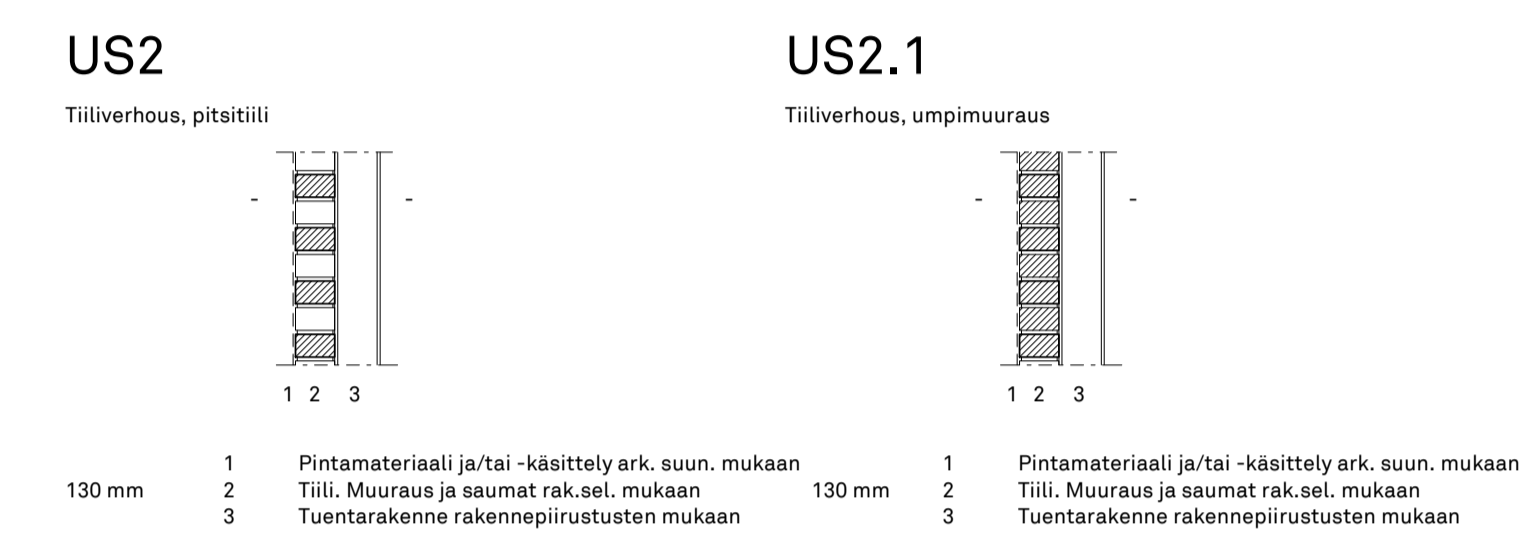 US2
Tiiliverhous, pitsitiili
- -
1 2 3
1 Pintamateriaali ja/tai -käsittely ark. suun. mukaan
130 mm 2 Tiili. Muuraus ja saumat rak.sel. mukaan
3 Tuentarakenne rakennepiirustusten mukaan
US2.1
Tiiliverhous, umpimuuraus
- -
1 2 3
1 Pintamateriaali ja/tai -käsittely ark. suun. mukaan
130 mm 2 Tiili. Muuraus ja saumat rak.sel. mukaan
3 Tuentarakenne rakennepiirustusten mukaan